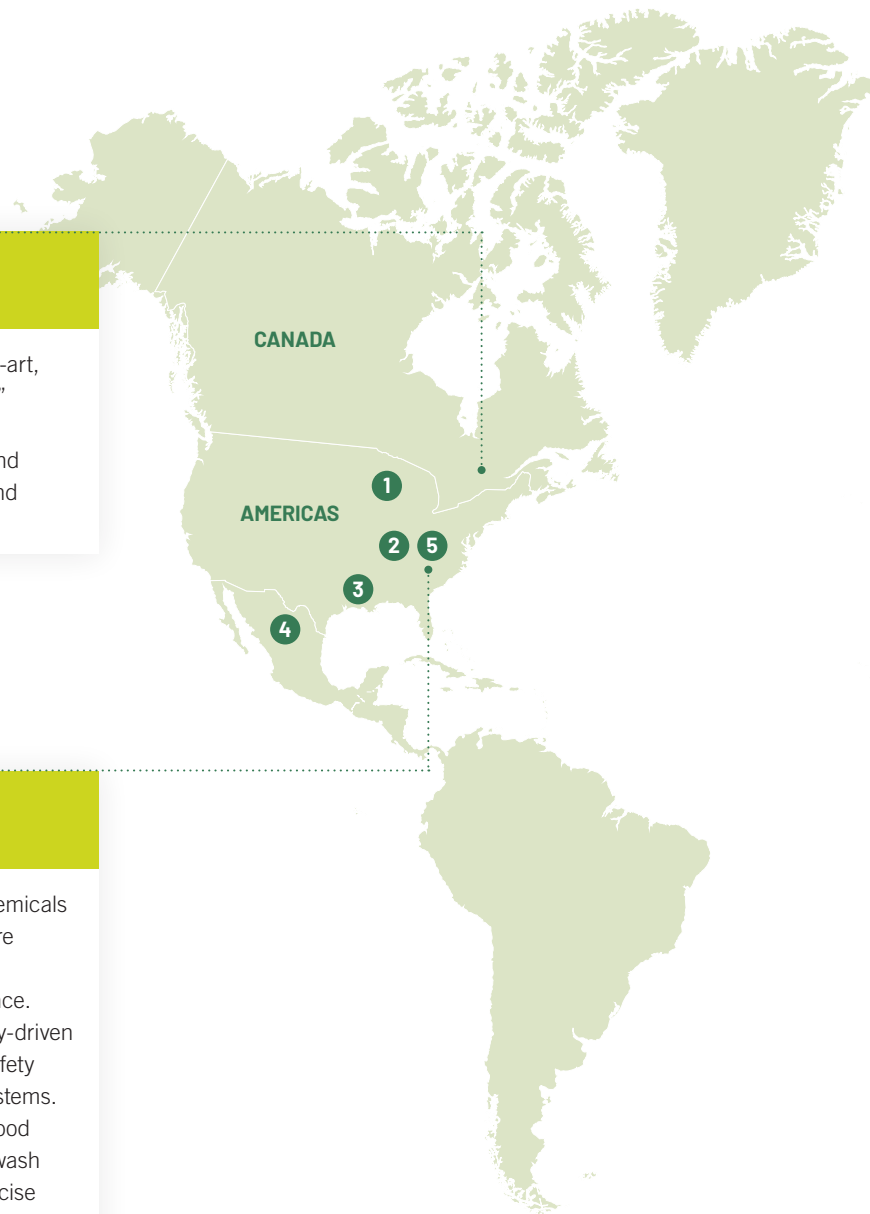 -art,
”
nd
nd
CANADA
1
AMERICAS
2 5
3
4
emicals
re
ce.
y-driven
fety
stems.
ood
wash
cise